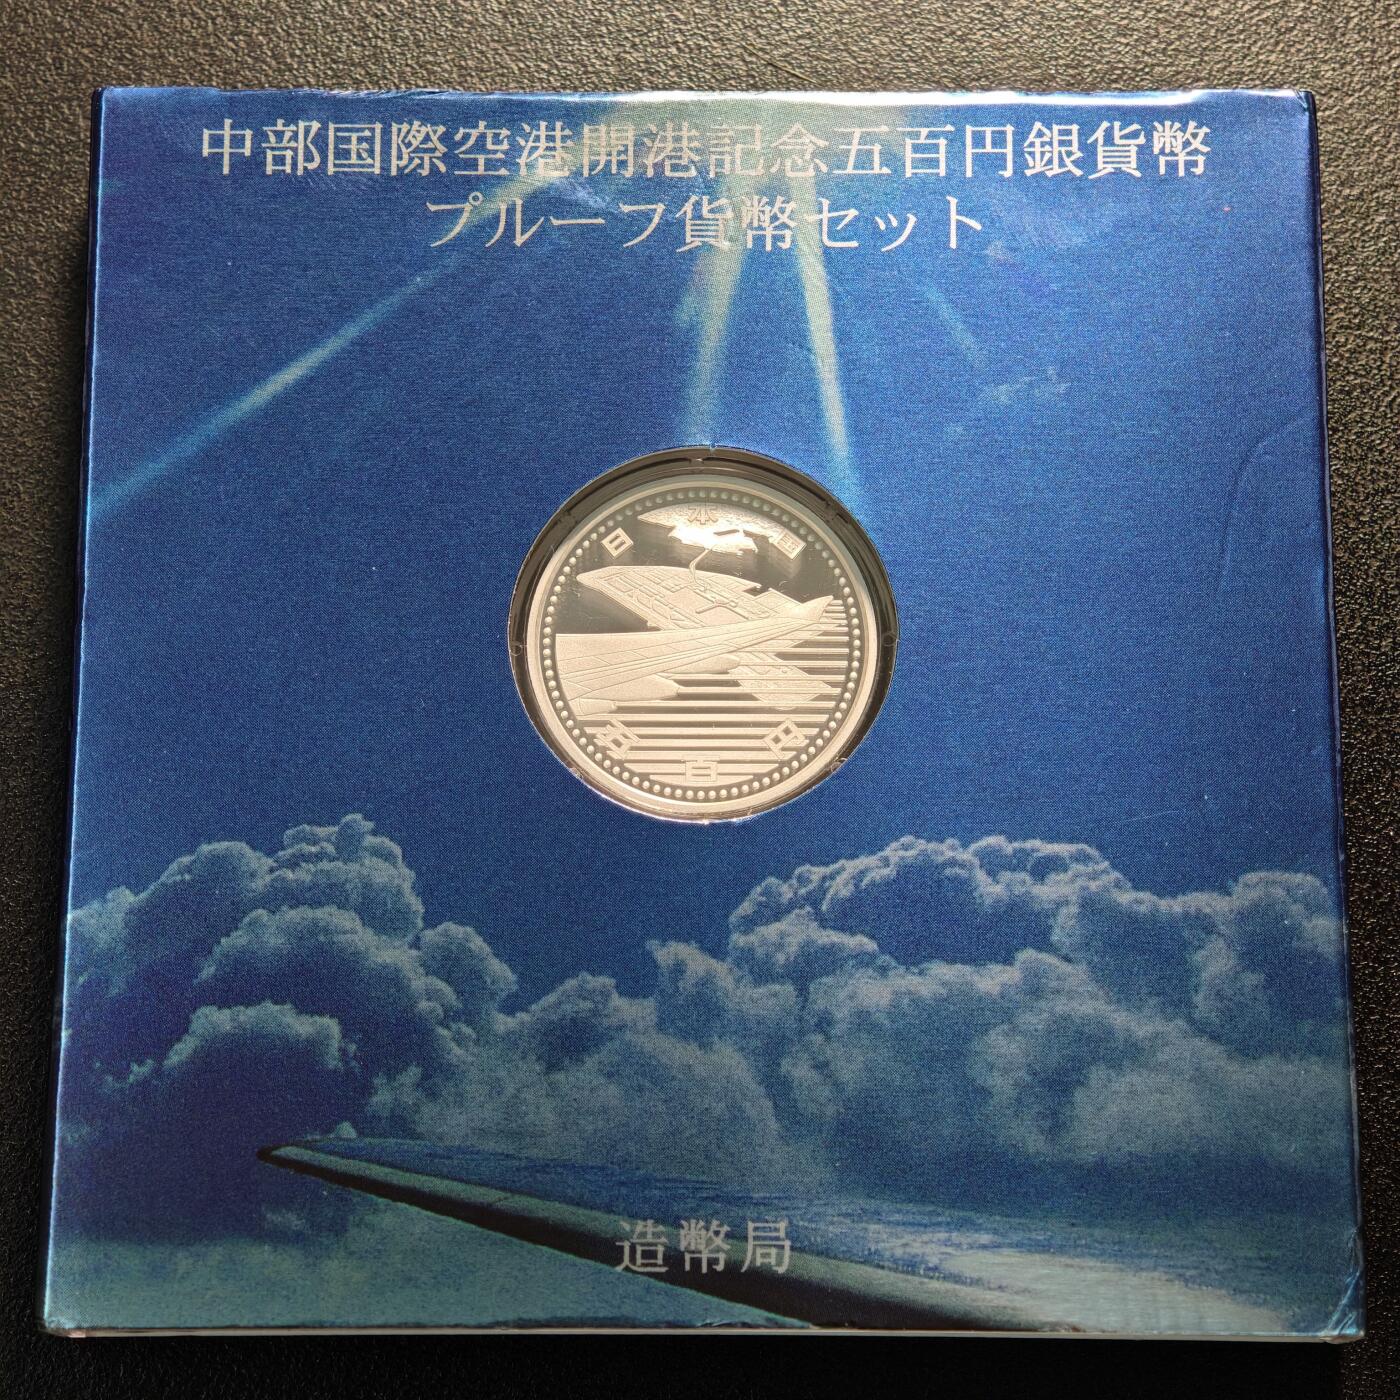 中部国際空港開港記念五百円銀貨幣
プルーフ貨幣セット
日本国
五百円
造幣局